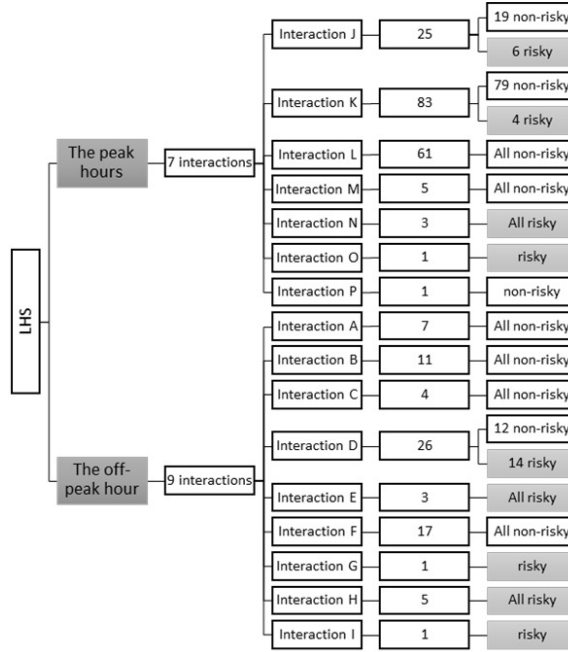 LHS
The peak
hours
7 interactions
Interaction J
25
19 non-risky
6 risky
Interaction K
83
79 non-risky
4 risky
Interaction L
61
All non-risky
Interaction M
5
All non-risky
Interaction N
3
All risky
Interaction O
1
risky
Interaction P
1
non-risky
The off-
peak hour
9 interactions
Interaction A
7
All non-risky
Interaction B
11
All non-risky
Interaction C
4
All non-risky
Interaction D
26
12 non-risky
14 risky
Interaction E
3
All risky
Interaction F
17
All non-risky
Interaction G
1
risky
Interaction H
5
All risky
Interaction I
1
risky